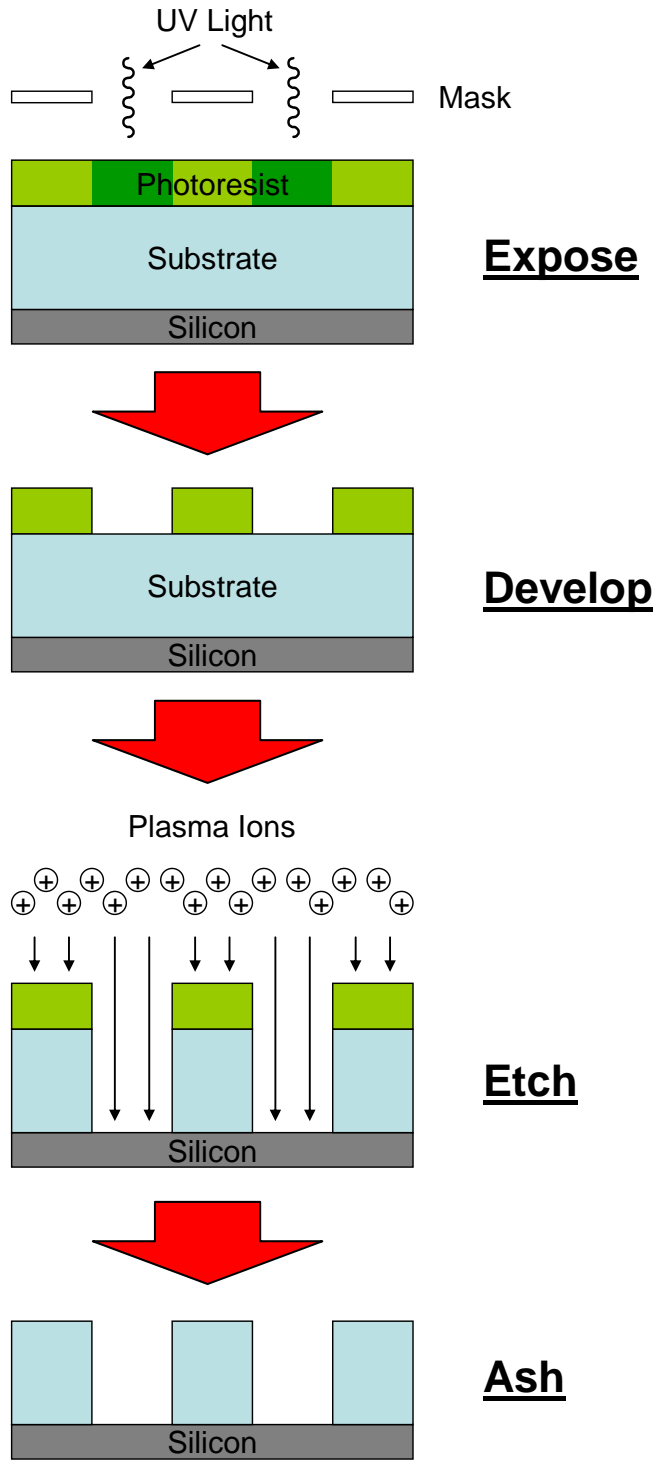 UV Light
Mask
Photoresist
Substrate
Expose
Silicon
Substrate
Develop
Silicon
Plasma Ions
+ + + + + + + + + + + + + + + + +
Etch
Silicon
Ash
Silicon